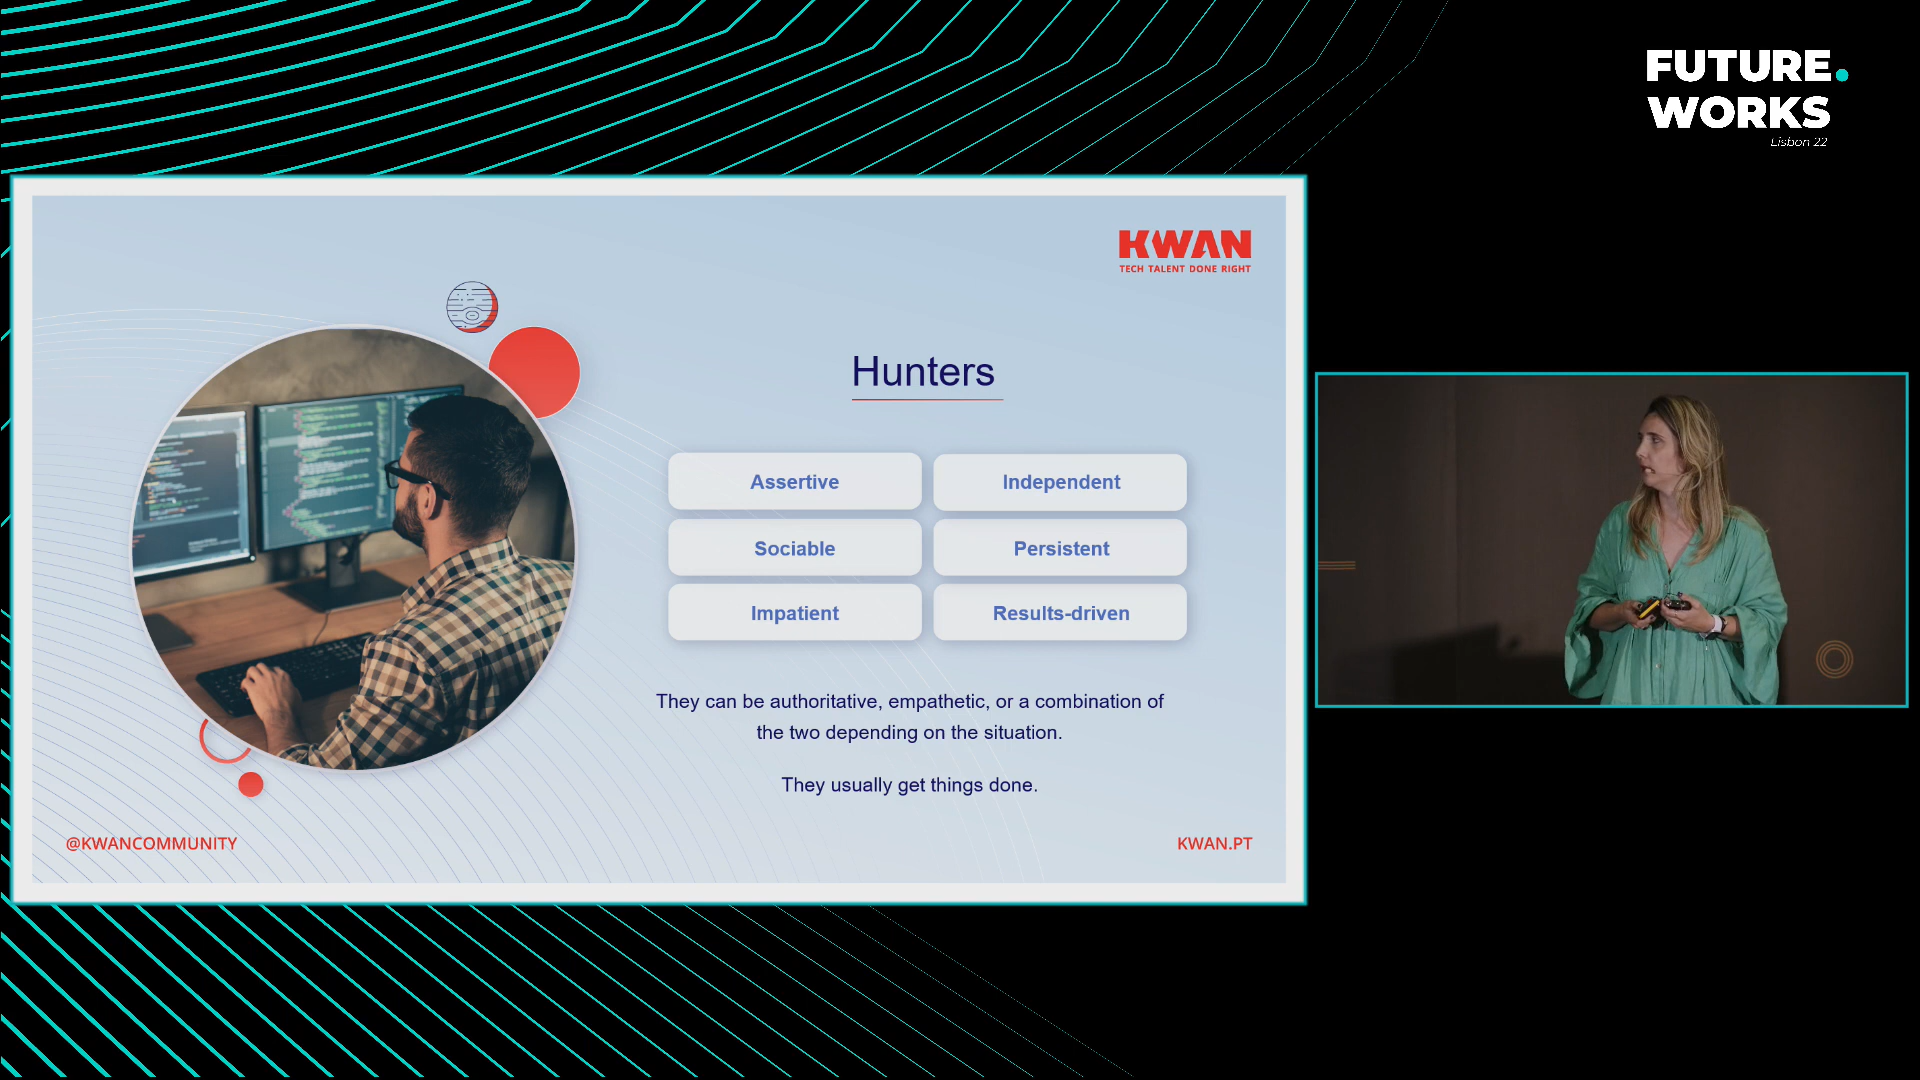 FUTURE.
WORKS
Lisbon 22
KWAN
TECH TALENT DONE RIGHT
Hunters
Assertive
Independent
Sociable
Persistent
Impatient
Results-driven
They can be authoritative, empathetic, or a combination of
the two depending on the situation.
They usually get things done.
@KWANCOMMUNITY
KWAN.PT